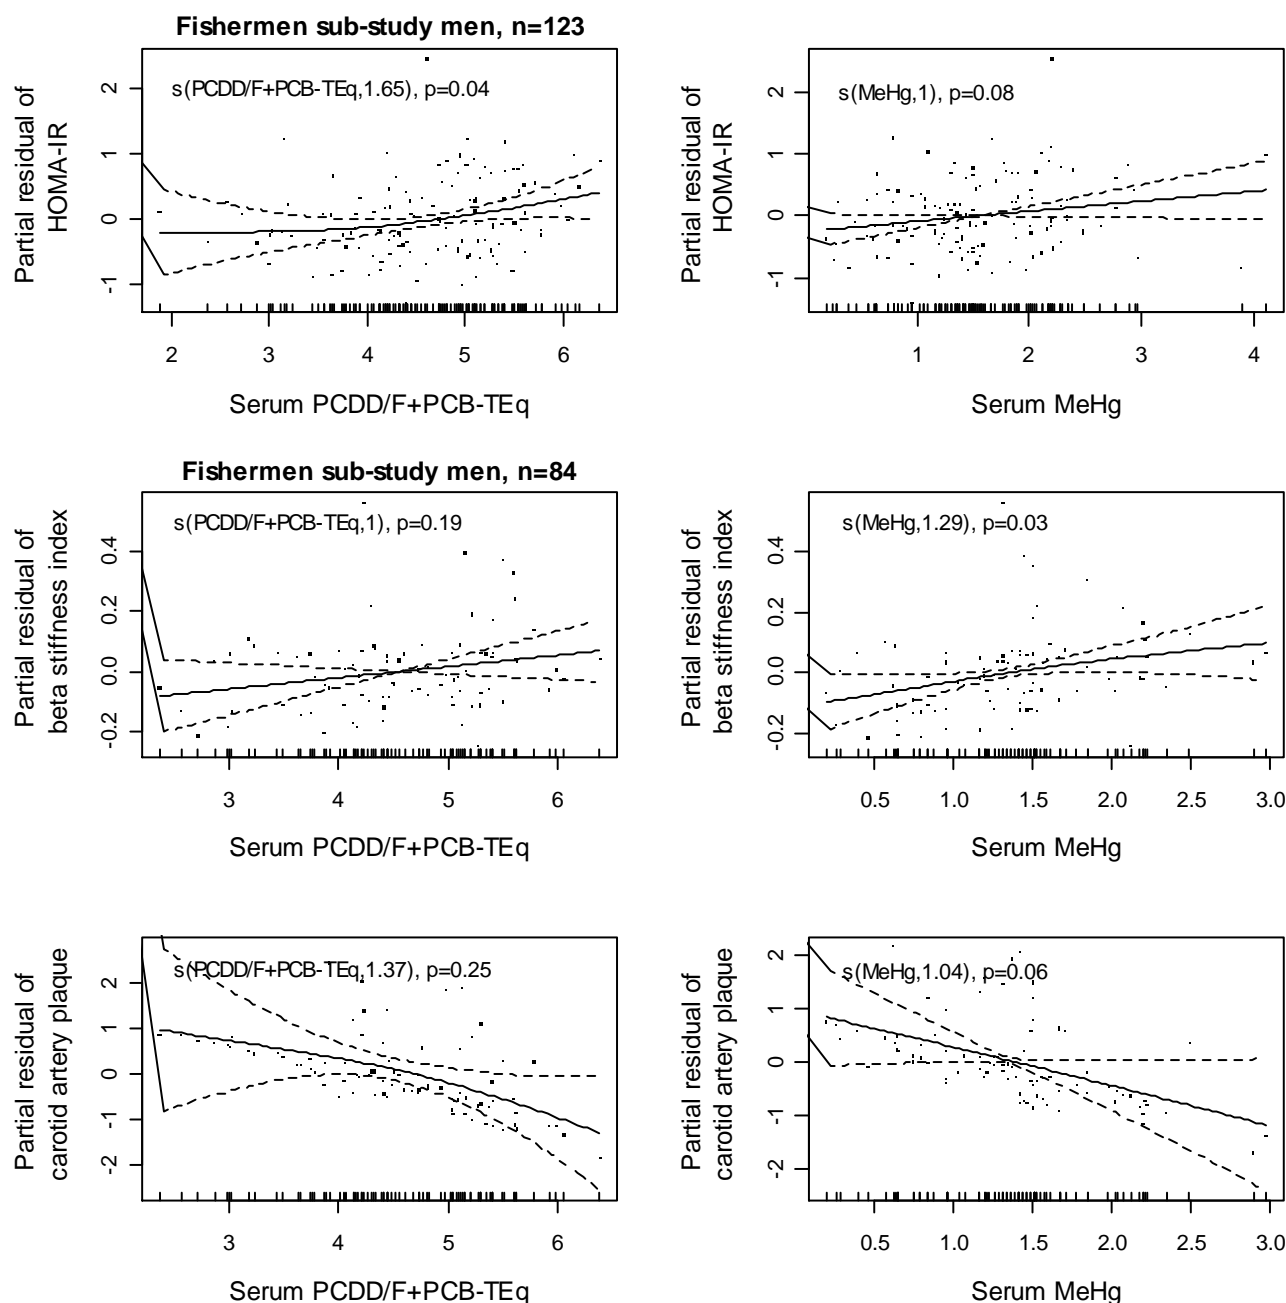 Fishermen sub-study men, n=123
Partial residual of
HOMA-IR
s(PCDD/F+PCB-TEq,1.65), p=0.04
2
1
0
-1
2 3 4 5 6
Serum PCDD/F+PCB-TEq
Partial residual of
HOMA-IR
s(MeHg,1), p=0.08
2
1
0
-1
1 2 3 4
Serum MeHg
Fishermen sub-study men, n=84
Partial residual of
beta stiffness index
s(PCDD/F+PCB-TEq,1), p=0.19
0.4
0.2
0.0
-0.2
3 4 5 6
Serum PCDD/F+PCB-TEq
Partial residual of
beta stiffness index
s(MeHg,1.29), p=0.03
0.4
0.2
0.0
-0.2
0.5 1.0 1.5 2.0 2.5 3.0
Serum MeHg
Partial residual of
carotid artery plaque
s(PCDD/F+PCB-TEq,1.37), p=0.25
2
1
0
-1
-2
3 4 5 6
Serum PCDD/F+PCB-TEq
Partial residual of
carotid artery plaque
s(MeHg,1.04), p=0.06
2
1
0
-1
-2
0.5 1.0 1.5 2.0 2.5 3.0
Serum MeHg